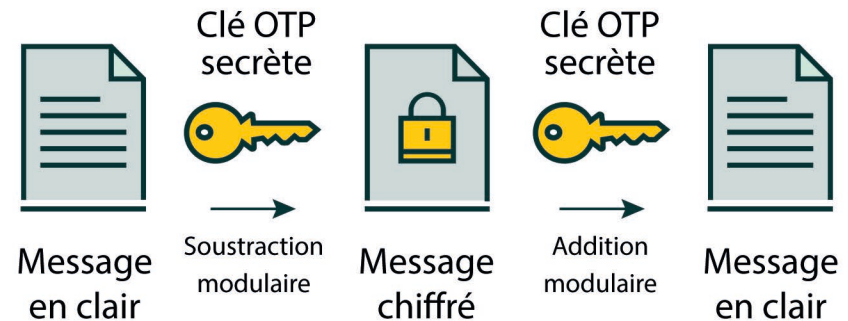 Clé OTP
secrète
Clé OTP
secrète
Soustraction
modulaire
Addition
modulaire
Message
en clair
Message
chiffré
Message
en clair